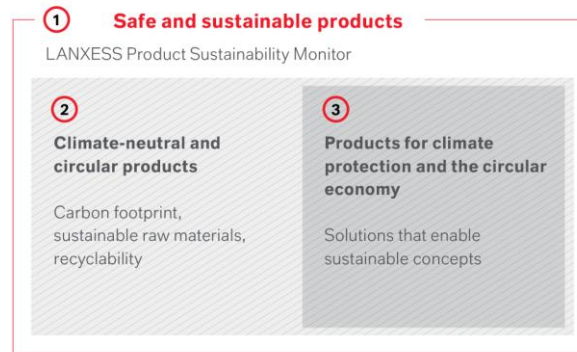 1 Safe and sustainable products
LANXESS Product Sustainability Monitor
2
Climate-neutral and
circular products
Carbon footprint,
sustainable raw materials,
recyclability
3
Products for climate
protection and the circular
economy
Solutions that enable
sustainable concepts